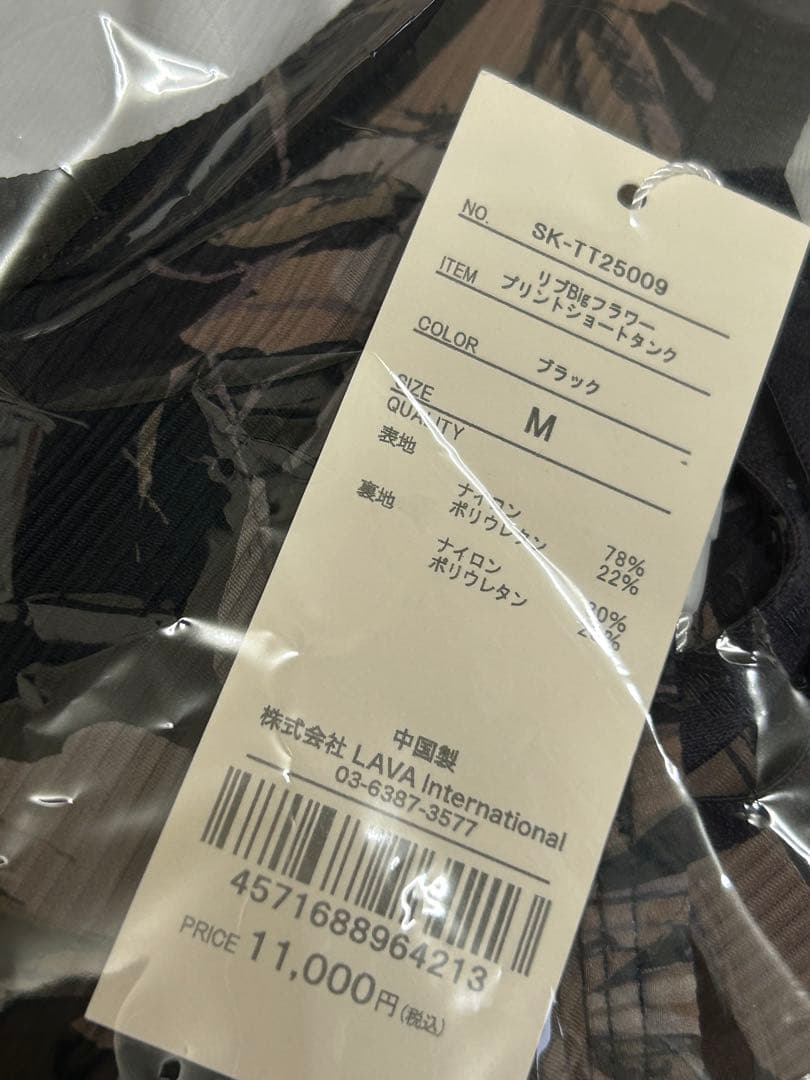 NO. SK-TT25009
ITEM リブBigフラワー
プリントショートタンク
COLOR ブラック
SIZE M
QUALITY
表地
ナイロン 78%
ポリウレタン 22%
裏地
ナイロン
ポリウレタン
中国製
株式会社 LAVA International
03-6387-3577
4571688964213
PRICE 11,000円(税込)